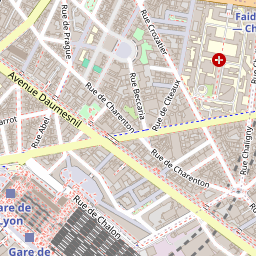 Rue de Prague
Rue Crozatier
Faid
Ch
Avenue Daumesnil
Rue de Charenton
Rue Beccaria
Rue de Cîteaux
arrot
Rue Abel
Rue Chaligny
Rue de Charenton
Gare de
Lyon
Rue de Chalon
Gare de